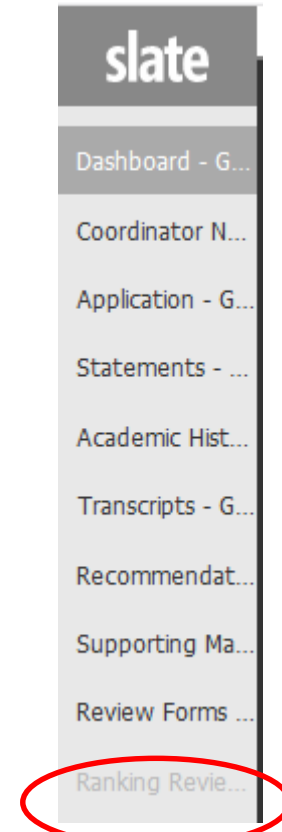 slate
Dashboard - G...
Coordinator N...
Application - G...
Statements - ...
Academic Hist...
Transcripts - G...
Recommendat...
Supporting Ma...
Review Forms ...
Ranking Revie...